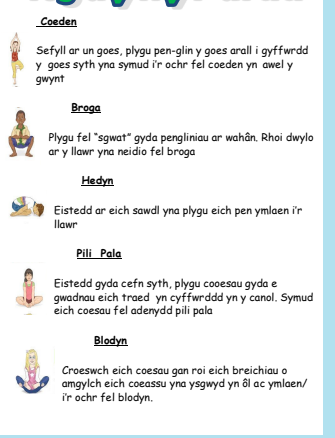 Coeden
Sefyll ar un goes, plygu pen-glin y goes arall i gyffwrdd
y goes syth yna symud i'r ochr fel coeden yn awel y
gwynt
Broga
Plygu fel "sgwat" gyda pengliniau ar wahân. Rhoi dwylo
ar y llawr yna neidio fel broga
Hedyn
Eistedd ar eich sawdl yna plygu eich pen ymlaen i'r
llawr
Pili Pala
Eistedd gyda cefn syth, plygu cooesau gyda e
gwadnau eich traed yn cyffwrddd yn y canol. Symud
eich coesau fel adenydd pili pala
Blodyn
Croeswch eich coesau gan roi eich breichiau o
amgylch eich coeassu yna ysgwyd yn ôl ac ymlaen/
i'r ochr fel blodyn.